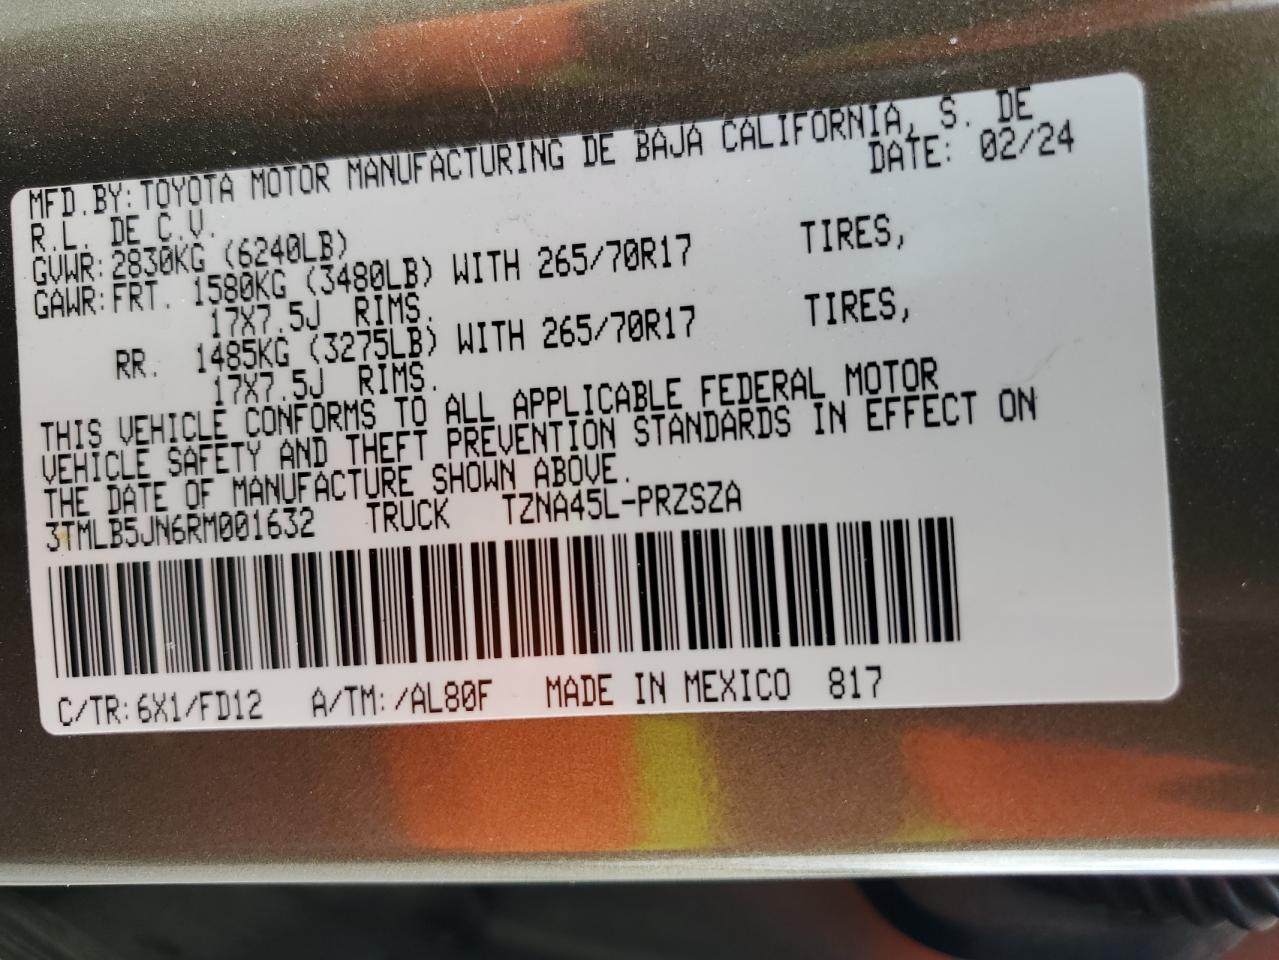 MFD.BY:TOYOTA MOTOR MANUFACTURING DE BAJA CALIFORNIA, S. DE
R.L. DE C.V. DATE: 02/24
GVWR:2830KG (6240LB)
GAWR:FRT. 1580KG (3480LB) WITH 265/70R17 TIRES,
17X7.5J RIMS.
RR. 1485KG (3275LB) WITH 265/70R17 TIRES,
17X7.5J RIMS.
THIS VEHICLE CONFORMS TO ALL APPLICABLE FEDERAL MOTOR
VEHICLE SAFETY AND THEFT PREVENTION STANDARDS IN EFFECT ON
THE DATE OF MANUFACTURE SHOWN ABOVE.
3TMLB5JN6RM001632 TRUCK TZNA45L-PRZSZA
C/TR:6X1/FD12 A/TM:/AL80F MADE IN MEXICO 817